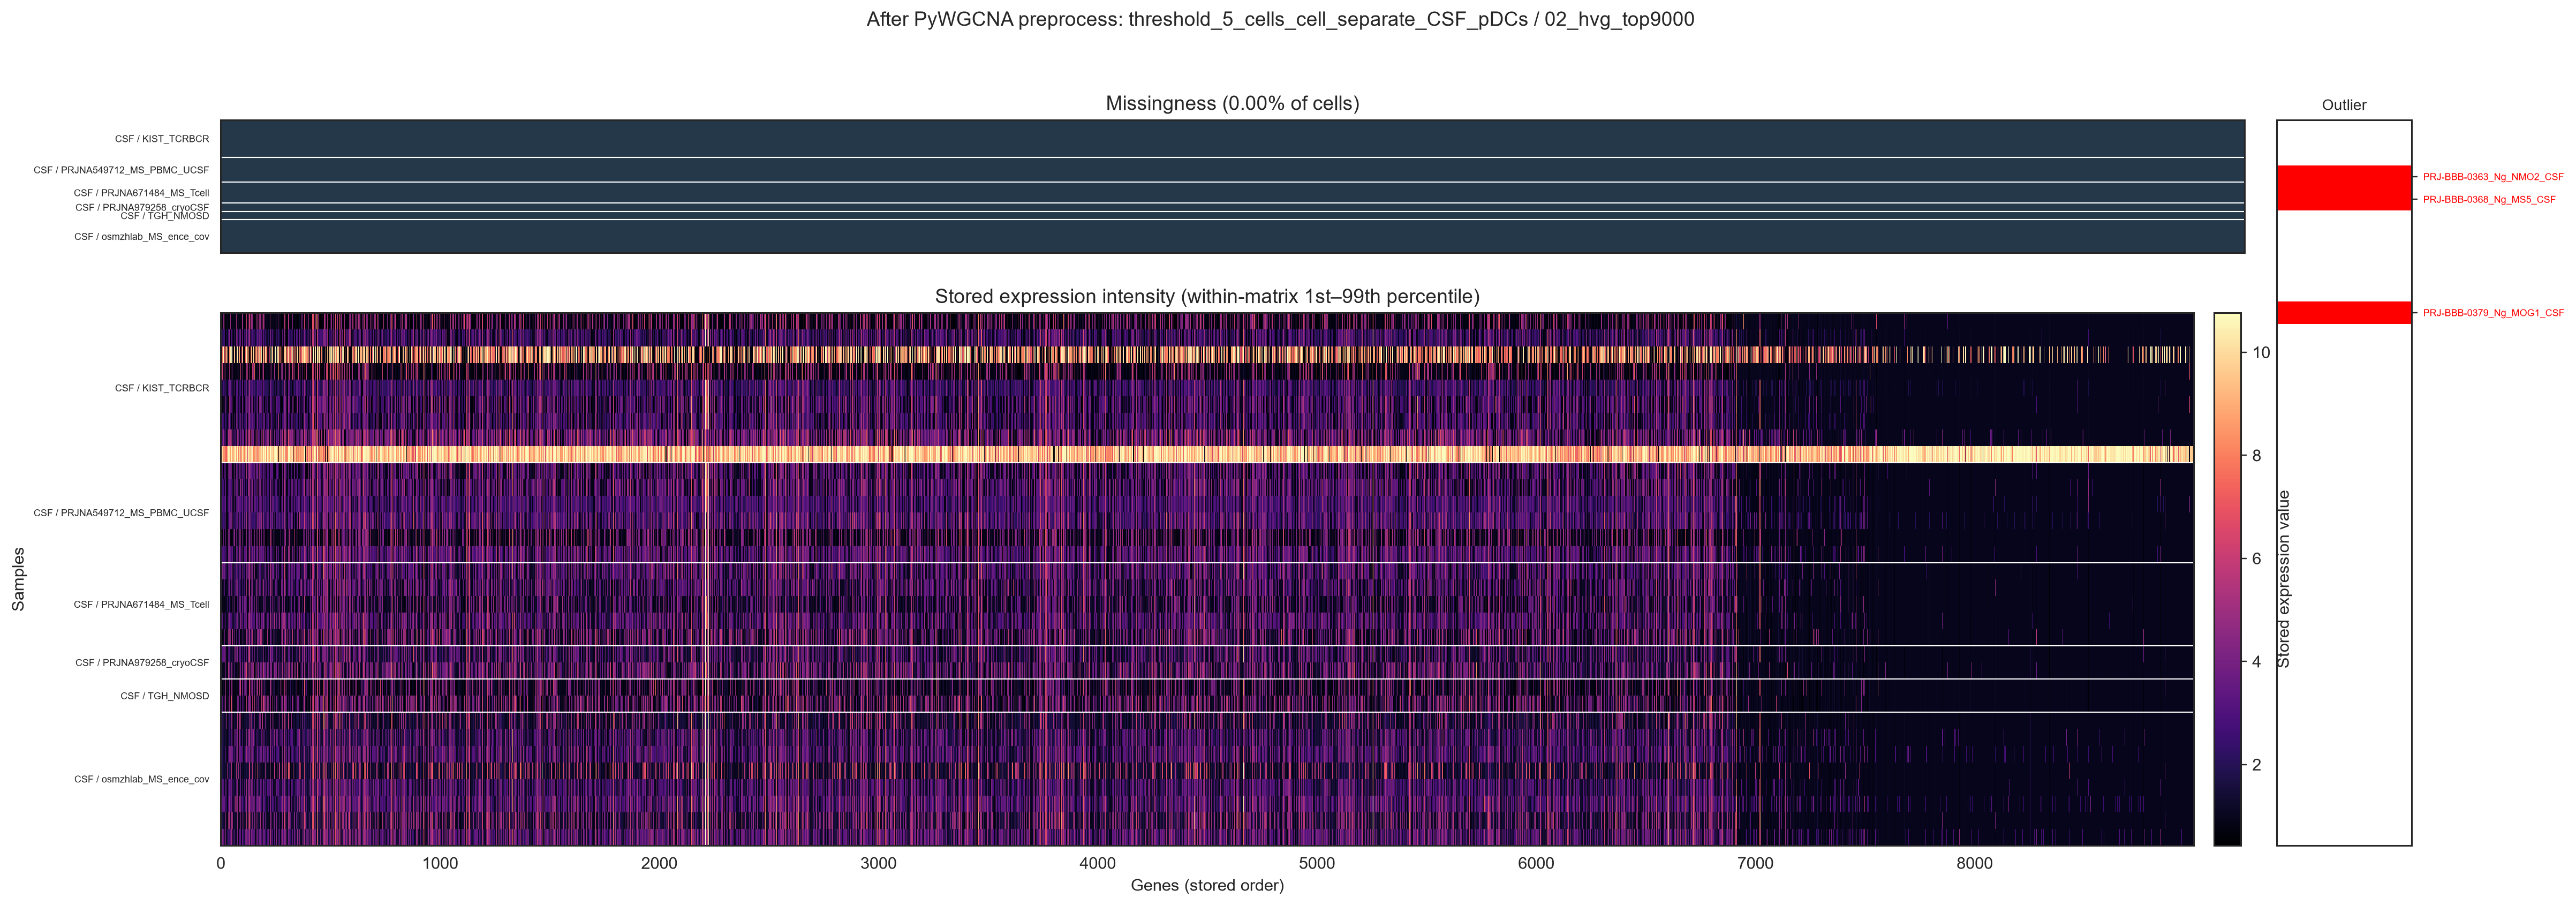 After PyWGCNA preprocess: threshold_5_cells_cell_separate_CSF_pDCs / 02_hvg_top9000
Missingness (0.00% of cells)
Outlier
CSF / KIST_TCRBCR
CSF / PRJNA549712_MS_PBMC_UCSF
CSF / PRJNA671484_MS_Tcell
CSF / PRJNA979258_cryoCSF
CSF / TGH_NMOSD
CSF / osmzhlab_MS_ence_cov
PRJ-BBB-0363_Ng_NMO2_CSF
PRJ-BBB-0368_Ng_MS5_CSF
PRJ-BBB-0379_Ng_MOG1_CSF
Stored expression intensity (within-matrix 1st–99th percentile)
Samples
CSF / KIST_TCRBCR
CSF / PRJNA549712_MS_PBMC_UCSF
CSF / PRJNA671484_MS_Tcell
CSF / PRJNA979258_cryoCSF
CSF / TGH_NMOSD
CSF / osmzhlab_MS_ence_cov
0 1000 2000 3000 4000 5000 6000 7000 8000
Genes (stored order)
10
8
6
4
2
Stored expression value